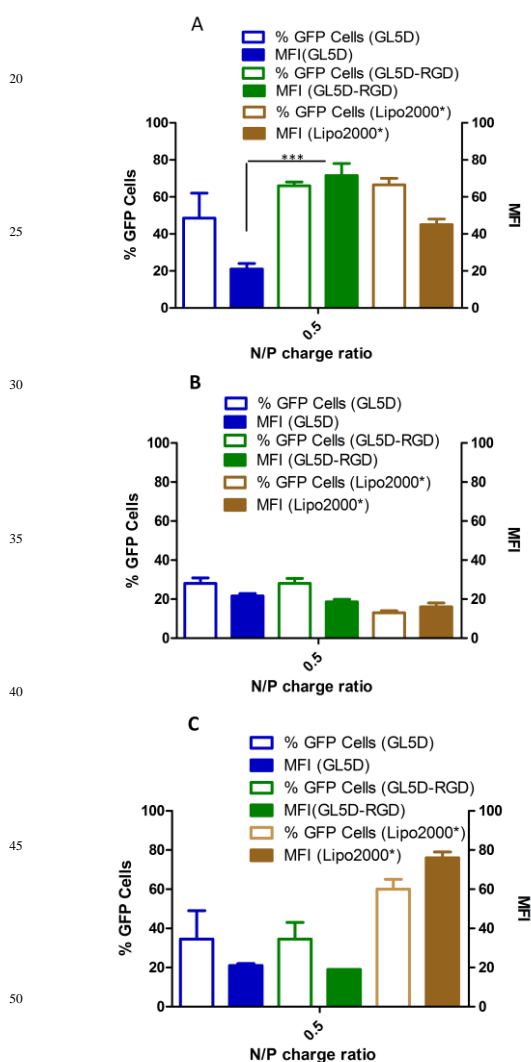 A
% GFP Cells (GL5D)
MFI(GL5D)
% GFP Cells (GL5D-RGD)
MFI (GL5D-RGD)
% GFP Cells (Lipo2000*)
MFI (Lipo2000*)
20
25
30
35
40
45
50
100
80
60
40
20
0
% GFP Cells
***
100
80
60
40
20
0
MFI
0.5
N/P charge ratio
B
% GFP Cells (GL5D)
MFI (GL5D)
% GFP Cells (GL5D-RGD)
MFI (GL5D-RGD)
% GFP Cells (Lipo2000*)
MFI (Lipo2000*)
100
80
60
40
20
0
% GFP Cells
100
80
60
40
20
0
MFI
0.5
N/P charge ratio
C
% GFP Cells (GL5D)
MFI (GL5D)
% GFP Cells (GL5D-RGD)
MFI(GL5D-RGD)
% GFP Cells (Lipo2000*)
MFI (Lipo2000*)
100
80
60
40
20
0
% GFP Cells
100
80
60
40
20
0
MFI
0.5
N/P charge ratio